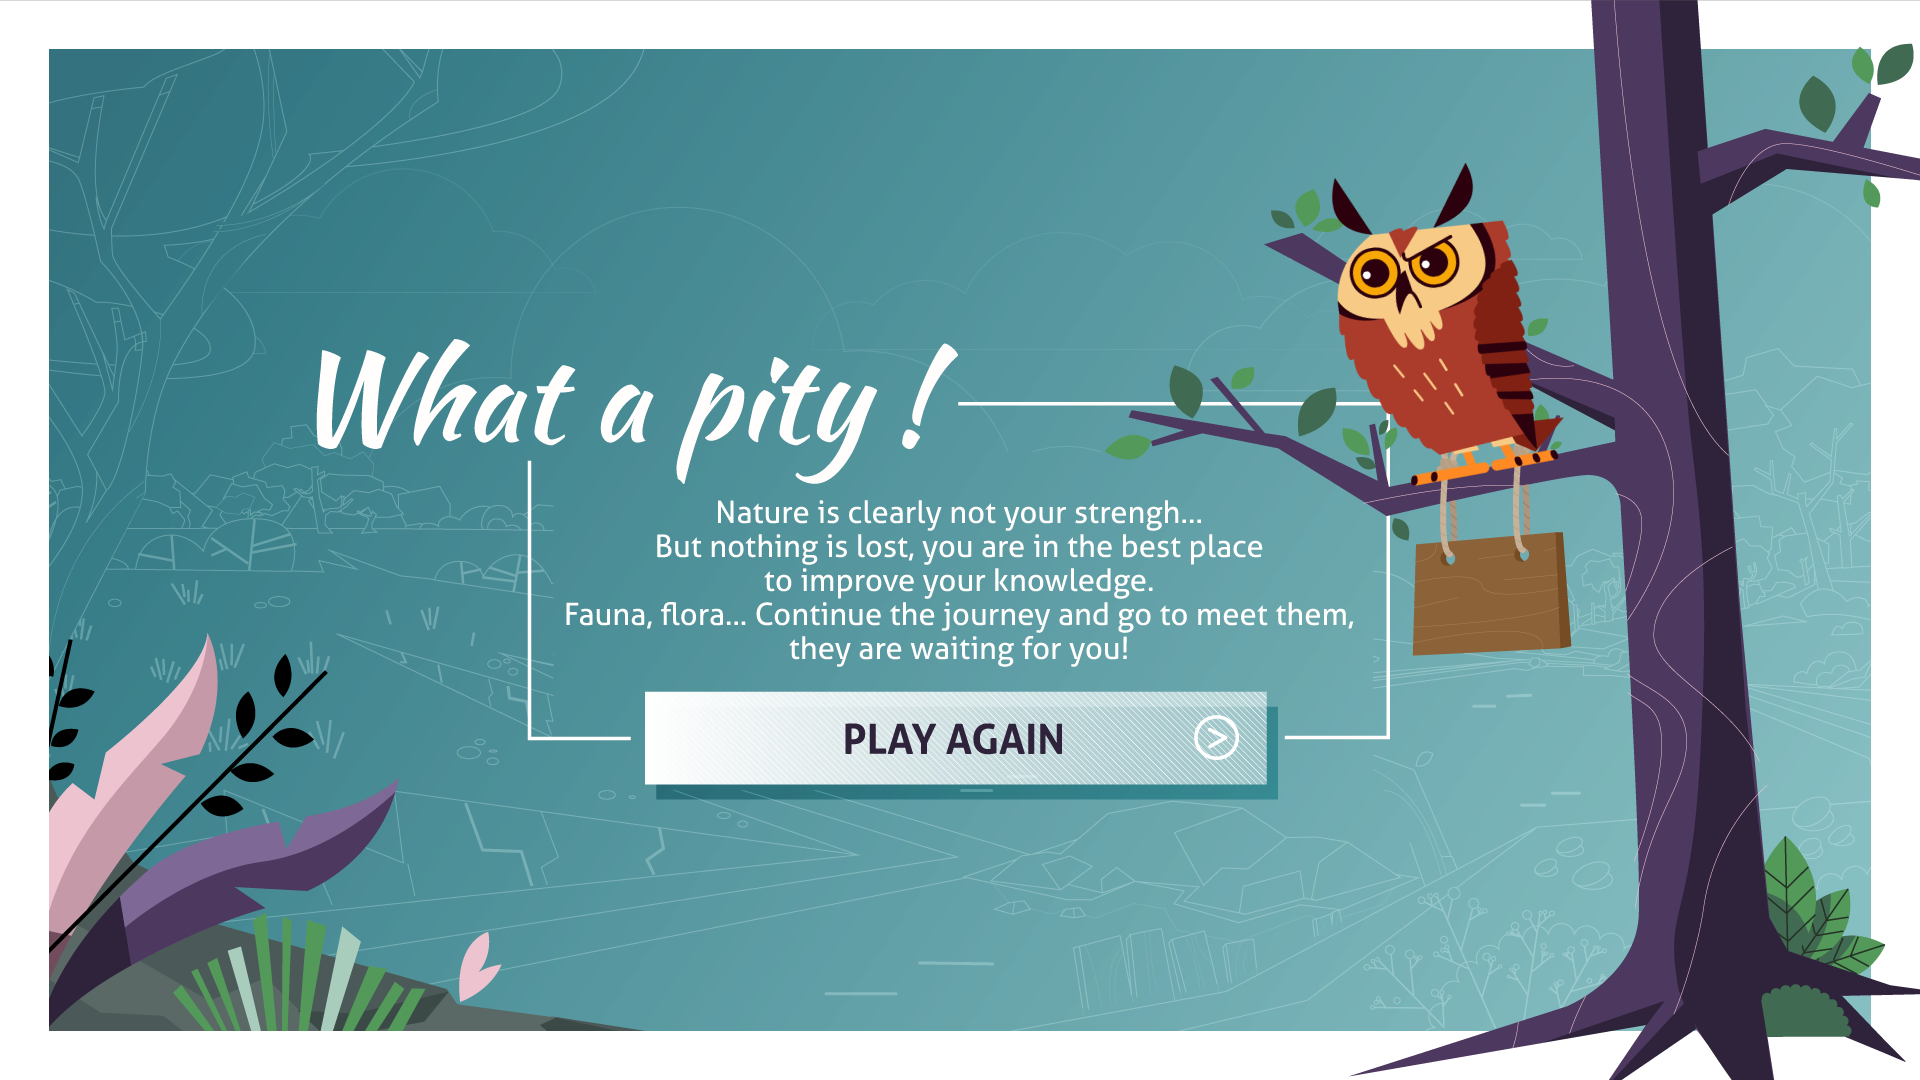 What a pity !
Nature is clearly not your strengh...
But nothing is lost, you are in the best place
to improve your knowledge.
Fauna, flora... Continue the journey and go to meet them,
they are waiting for you!
PLAY AGAIN